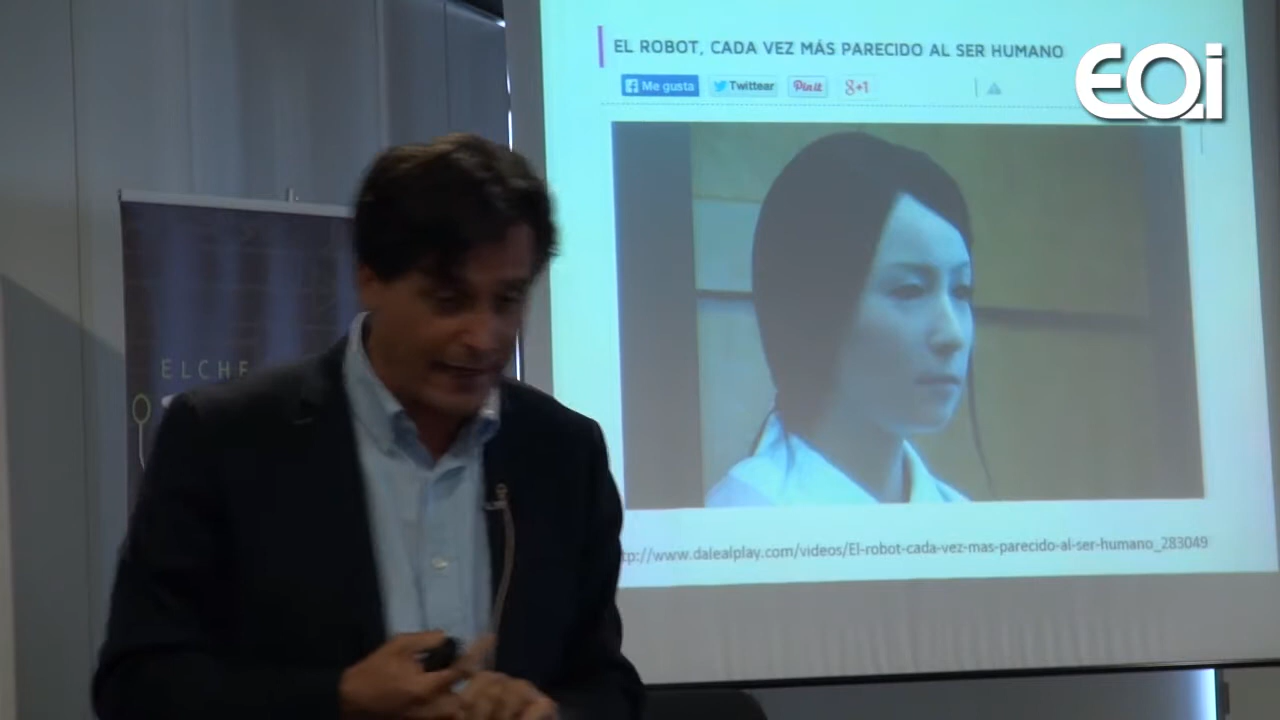 EL ROBOT, CADA VEZ MÁS PARECIDO AL SER HUMANO
EOi
Me gusta
Twittear
Pin it
g+1
ELCHE
tp://www.dalealplay.com/videos/El-robot-cada-vez-mas-parecido-al-ser-humano_283049